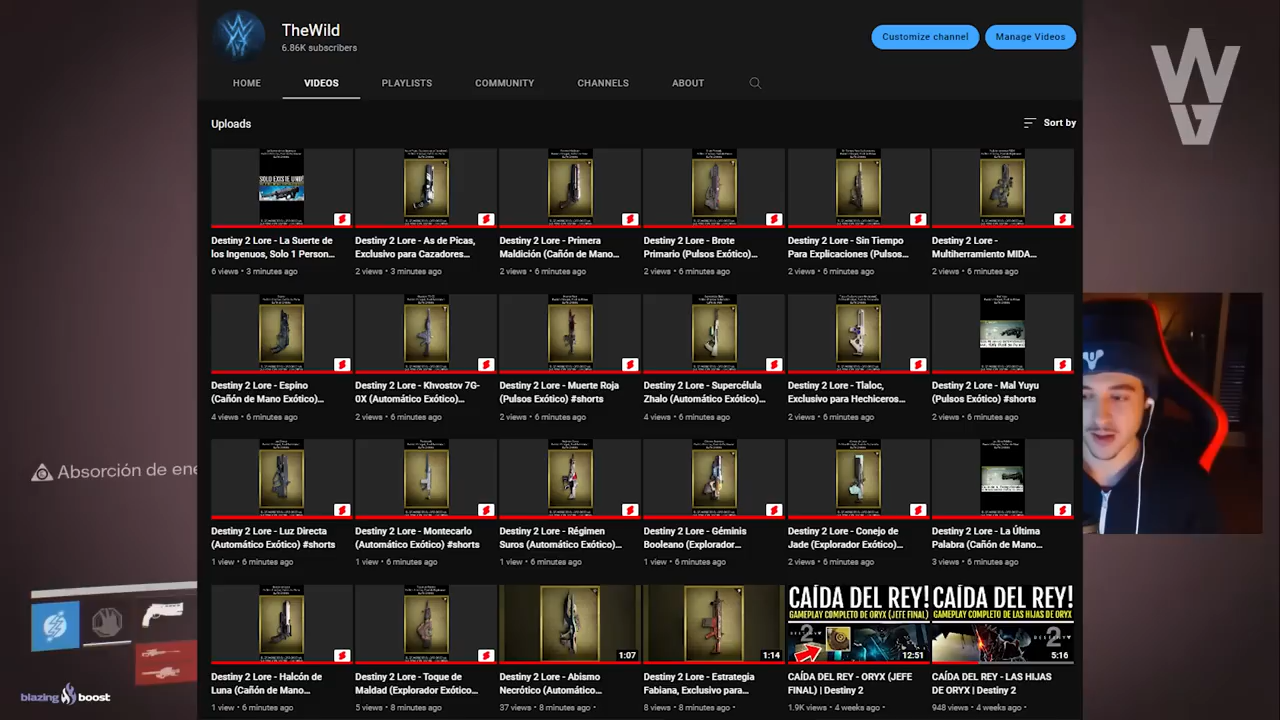 TheWild
6.86K subscribers
Customize channel
Manage Videos
HOME
VIDEOS
PLAYLISTS
COMMUNITY
CHANNELS
ABOUT
Uploads
Sort by
SOLO EXISTE UNO!
Destiny 2 Lore - La Suerte de
los Ingenuos, Solo 1 Person...
6 views • 3 minutes ago
Destiny 2 Lore - As de Picas,
Exclusivo para Cazadores...
2 views • 3 minutes ago
Destiny 2 Lore - Primera
Maldición (Cañón de Mano...
2 views • 6 minutes ago
Destiny 2 Lore - Brote
Primario (Pulsos Exótico)...
2 views • 6 minutes ago
Destiny 2 Lore - Sin Tiempo
Para Explicaciones (Pulsos...
2 views • 6 minutes ago
Destiny 2 Lore -
Multiherramiento MIDA...
2 views • 6 minutes ago
Destiny 2 Lore - Espino
(Cañón de Mano Exótico)...
4 views • 6 minutes ago
Destiny 2 Lore - Khvostov 7G-
0X (Automático Exótico)...
2 views • 6 minutes ago
Destiny 2 Lore - Muerte Roja
(Pulsos Exótico) #shorts
2 views • 6 minutes ago
Destiny 2 Lore - Supercélula
Zhalo (Automático Exótico)...
4 views • 6 minutes ago
Destiny 2 Lore - Tlaloc,
Exclusivo para Hechiceros...
2 views • 6 minutes ago
Destiny 2 Lore - Mal Yuyu
(Pulsos Exótico) #shorts
2 views • 6 minutes ago
Absorción de ene
Destiny 2 Lore - Luz Directa
(Automático Exótico) #shorts
1 view • 6 minutes ago
Destiny 2 Lore - Montecarlo
(Automático Exótico) #shorts
1 view • 6 minutes ago
Destiny 2 Lore - Régimen
Suros (Automático Exótico)...
1 view • 6 minutes ago
Destiny 2 Lore - Géminis
Booleano (Explorador...
1 view • 6 minutes ago
Destiny 2 Lore - Conejo de
Jade (Explorador Exótico)...
2 views • 6 minutes ago
Destiny 2 Lore - La Última
Palabra (Cañón de Mano...
3 views • 6 minutes ago
1:07
1:14
CAÍDA DEL REY!
GAMEPLAY COMPLETO DE ORYX (JEFE FINAL)
12:51
CAÍDA DEL REY!
GAMEPLAY COMPLETO DE LAS HIJAS DE ORYX
5:16
Destiny 2 Lore - Halcón de
Luna (Cañón de Mano...
1 view • 6 minutes ago
Destiny 2 Lore - Toque de
Maldad (Explorador Exótico...
5 views • 8 minutes ago
Destiny 2 Lore - Abismo
Necrótico (Automático...
37 views • 8 minutes ago •
Destiny 2 Lore - Estrategia
Fabiana, Exclusivo para...
8 views • 8 minutes ago •
CAÍDA DEL REY - ORYX (JEFE
FINAL) | Destiny 2
1.9K views • 4 weeks ago •
CAÍDA DEL REY - LAS HIJAS
DE ORYX | Destiny 2
948 views • 4 weeks ago •
blazing boost